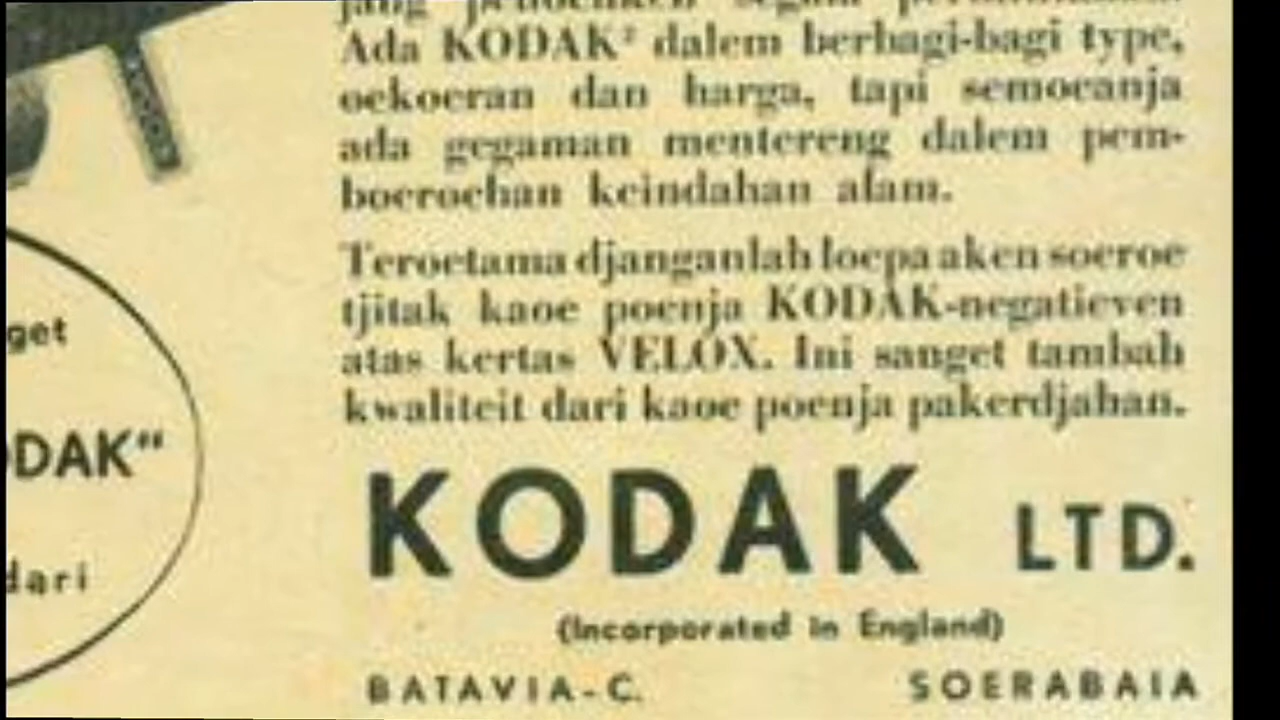 Ada KODAK² dalem berbagi-bagi type,
oekoeran dan harga, tapi semoeanja
ada gegaman mentereng dalem pem-
boeroehan keindahan alam.
Teroetama djanganlah loepa aken soeroe
tjitak kaoe poenja KODAK-negatieven
atas kertas VELOX. Ini sanget tambah
kwaliteit dari kaoe poenja pakerdjahan.
get
DAK"
dari
KODAK LTD.
(Incorporated in England)
BATAVIA-C. SOERABAIA